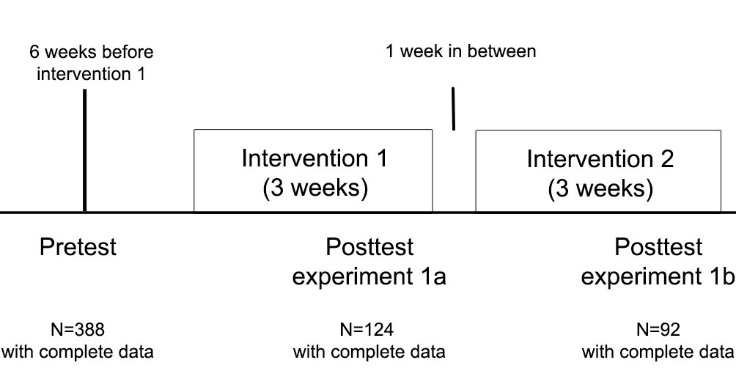 6 weeks before
intervention 1
1 week in between
Intervention 1
(3 weeks)
Intervention 2
(3 weeks)
Pretest
Posttest
experiment 1a
Posttest
experiment 1b
N=388
with complete data
N=124
with complete data
N=92
with complete data